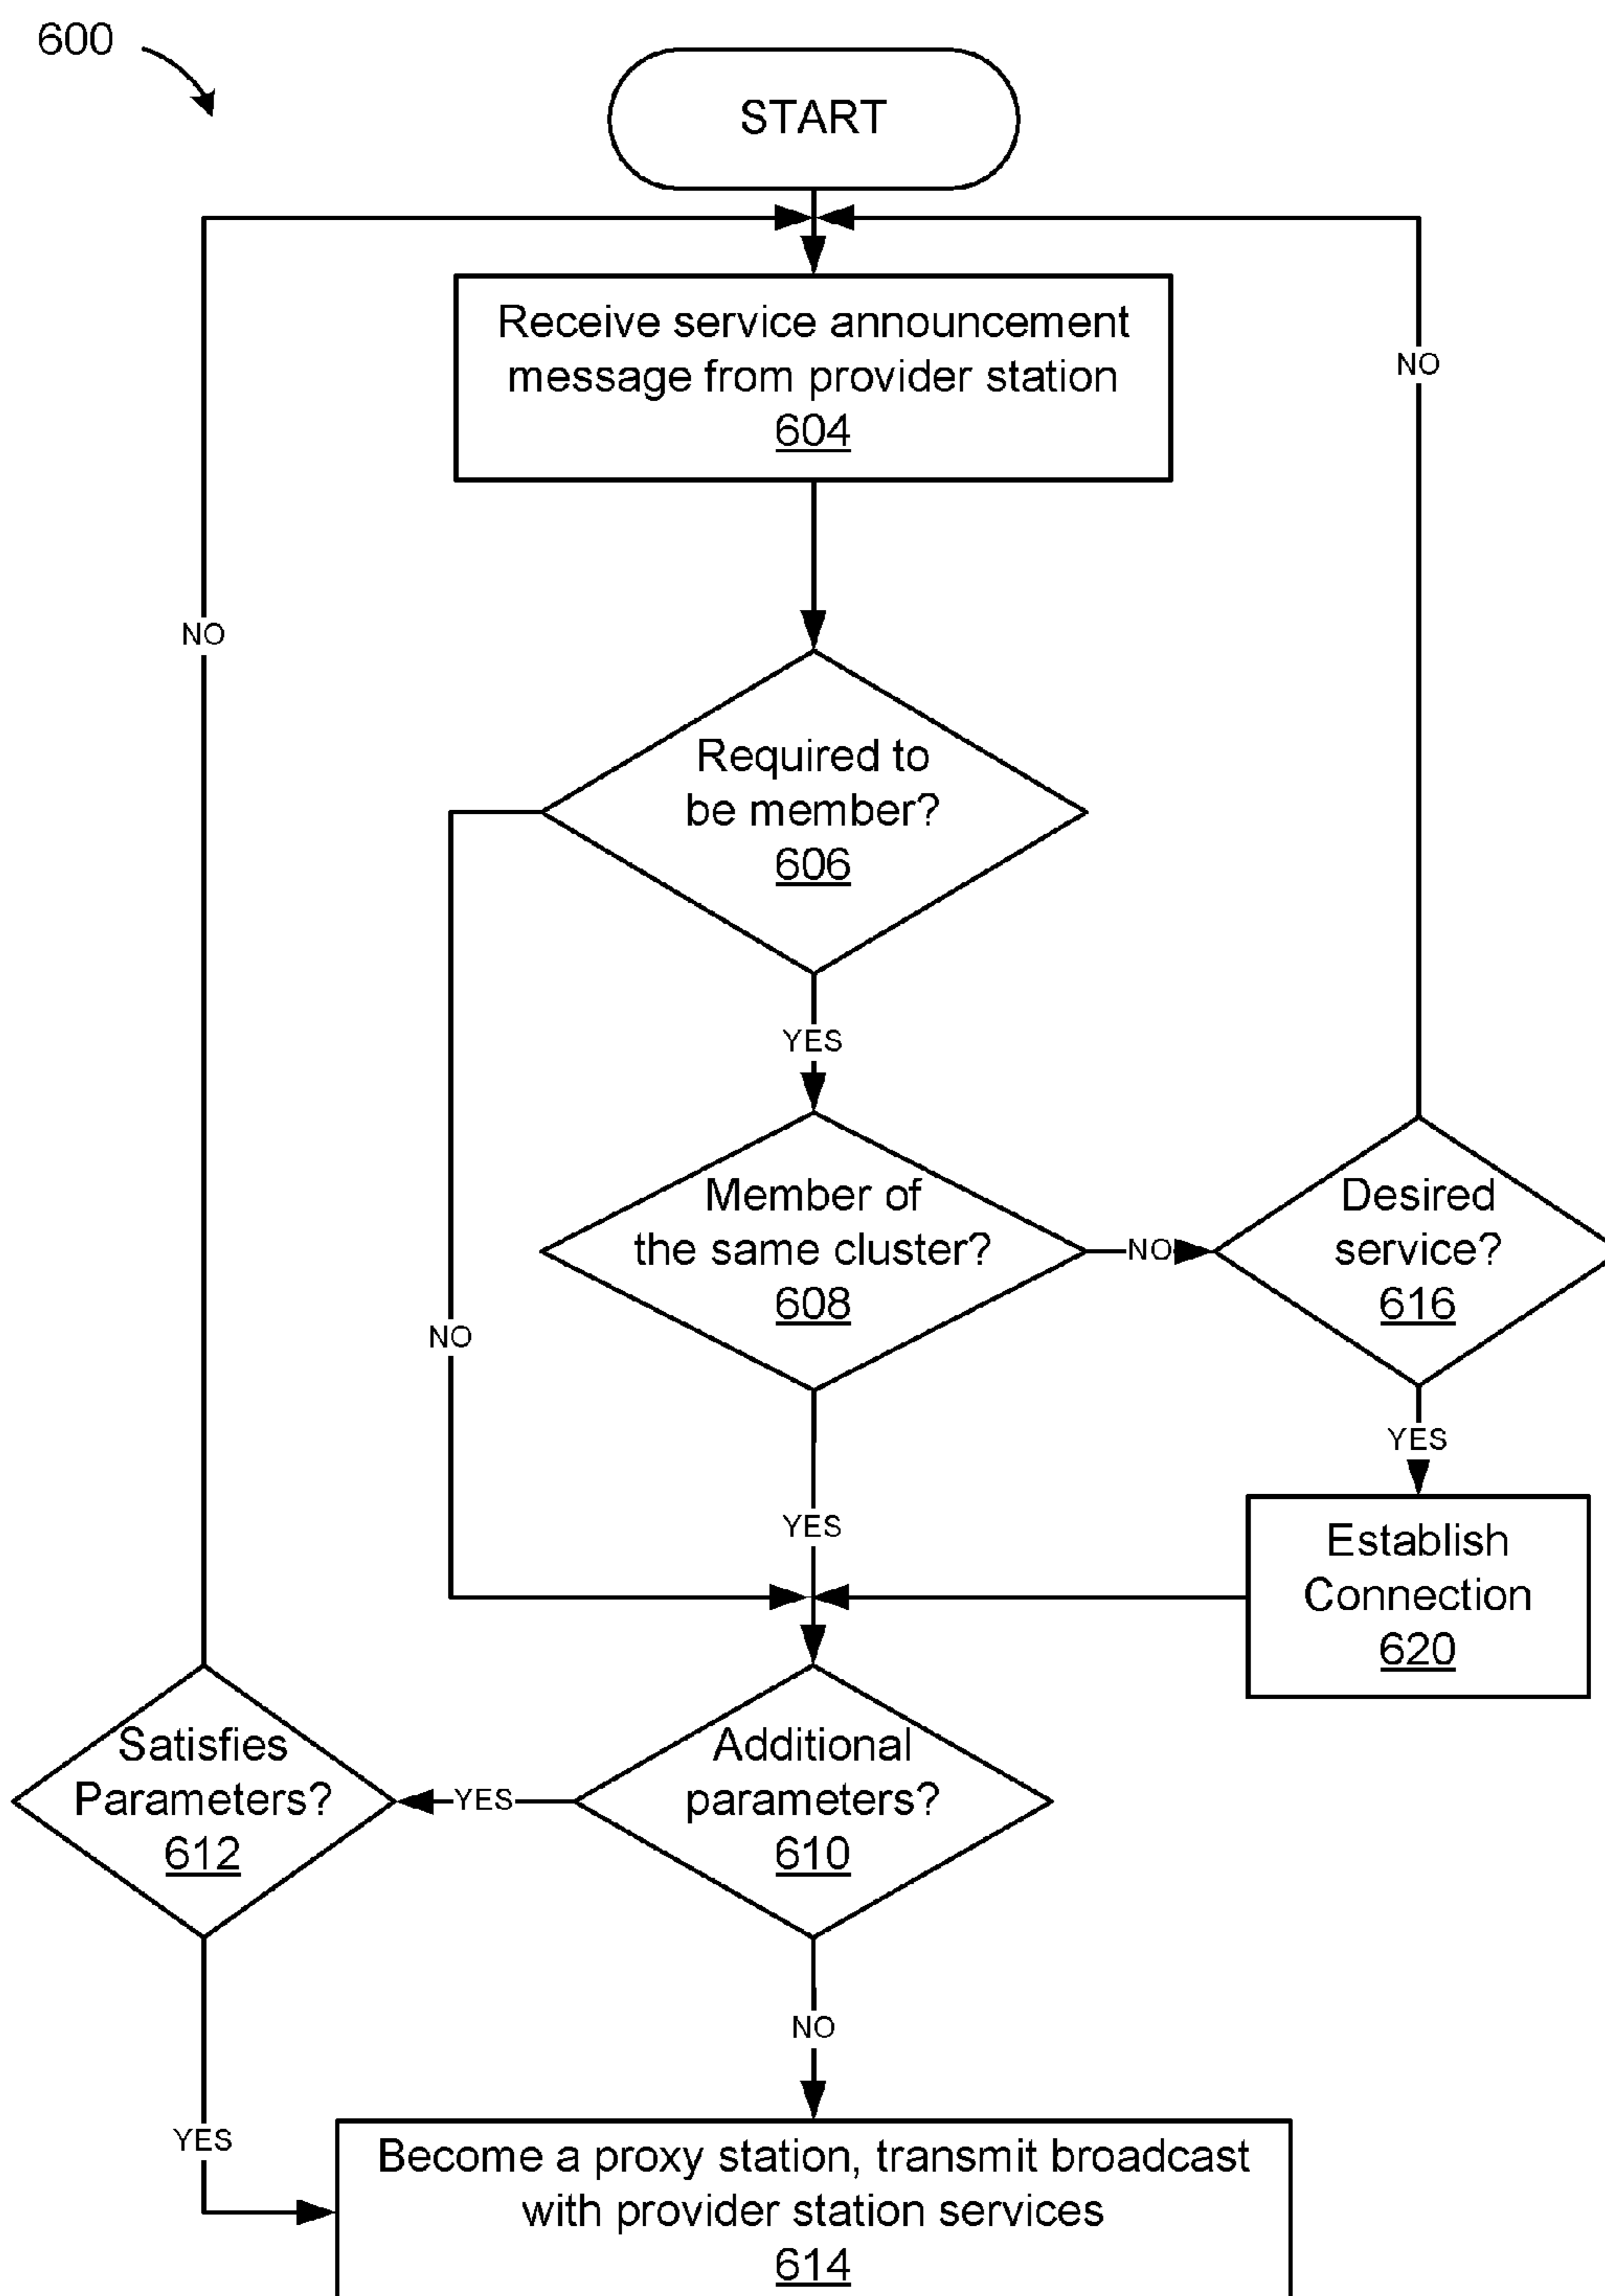 600
START
Receive service announcement
message from provider station
604
NO
NO
Required to
be member?
606
YES
Member of
the same cluster?
608
NO
Desired
service?
616
NO
YES
YES
Establish
Connection
620
Satisfies
Parameters?
612
YES
Additional
parameters?
610
NO
YES
Become a proxy station, transmit broadcast
with provider station services
614